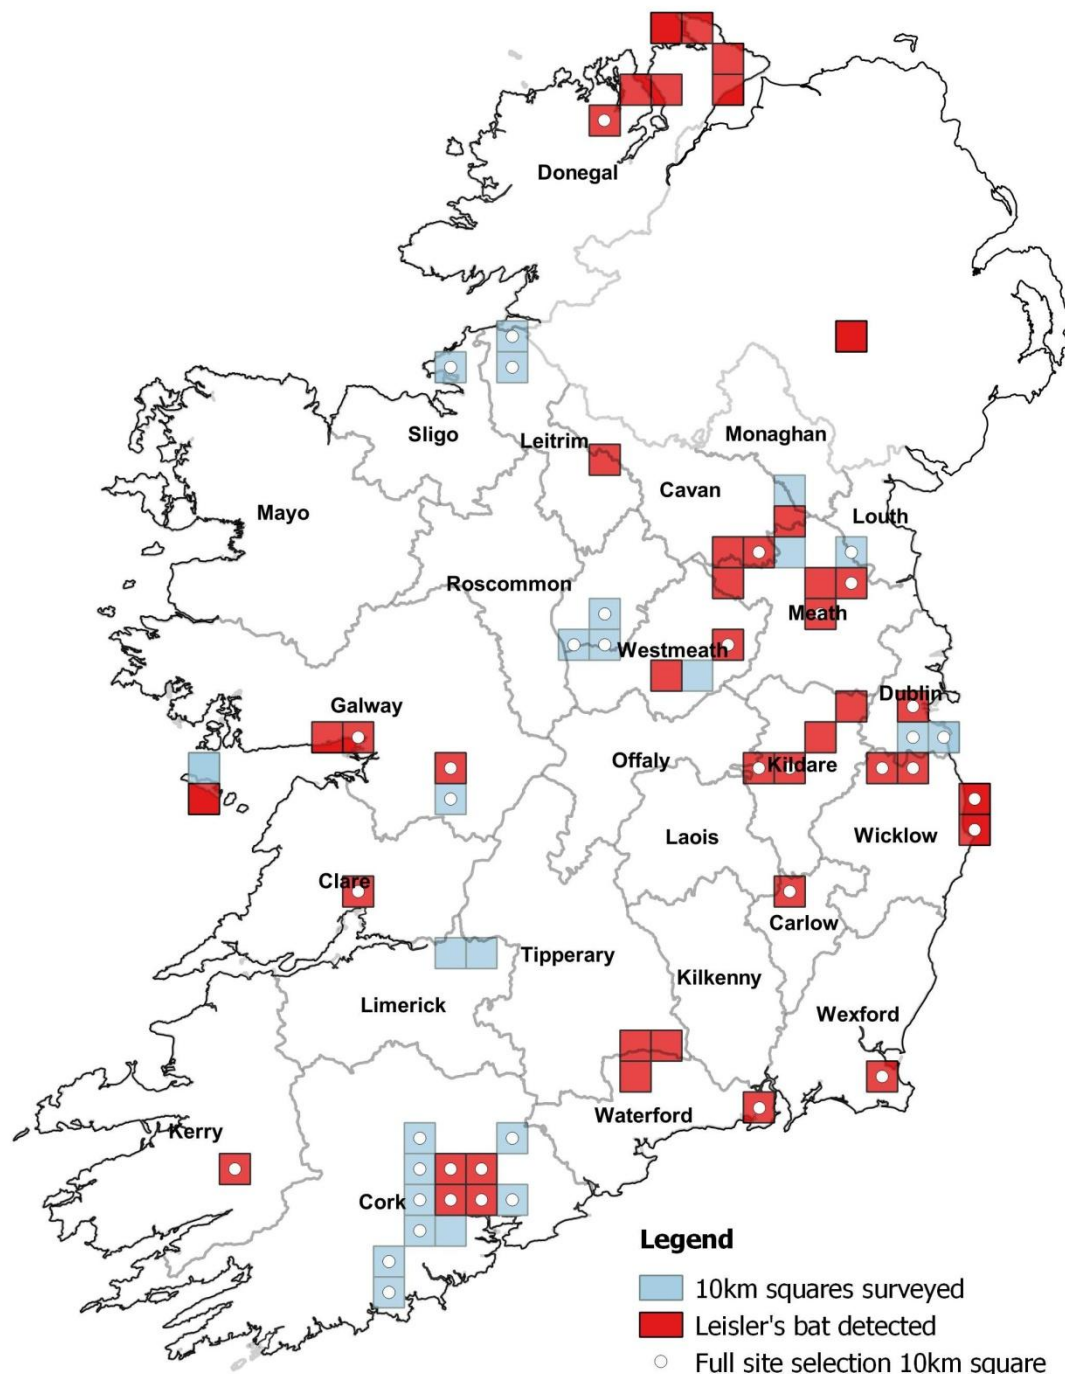 Donegal
Sligo
Leitrim
Monaghan
Cavan
Mayo
Louth
Roscommon
Meath
Westmeath
Dublin
Galway
Offaly
Kildare
Laois
Wicklow
Clare
Carlow
Tipperary
Kilkenny
Limerick
Wexford
Waterford
Kerry
Cork
Legend
10km squares surveyed
Leisler's bat detected
Full site selection 10km square